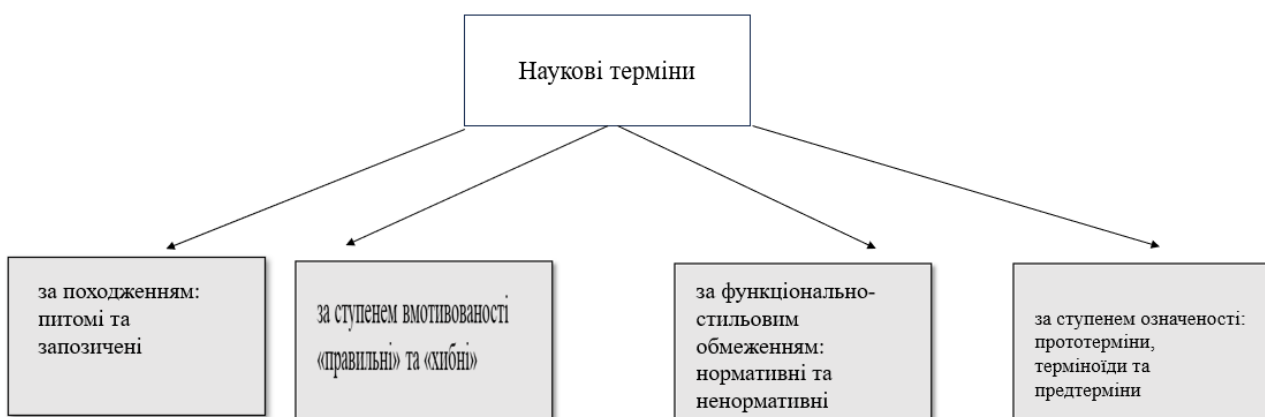 Наукові терміни
за походженням:
питомі та
запозичені
за ступенем вмотивованості
«правильні» та «хибні»
за функціонально-
стильовим
обмеженням:
нормативні та
ненормативні
за ступенем означеності:
прототерміни,
терміноїди та
предтерміни